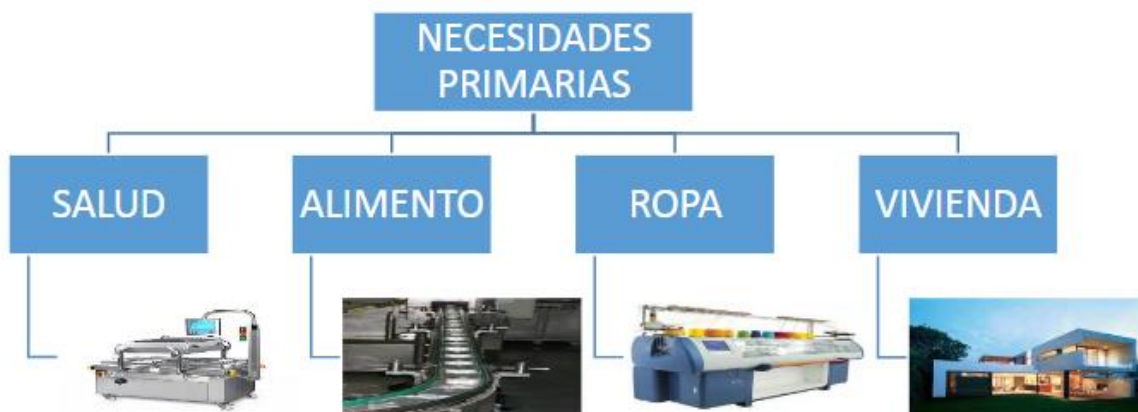 NECESIDADES
PRIMARIAS
SALUD
ALIMENTO
ROPA
VIVIENDA